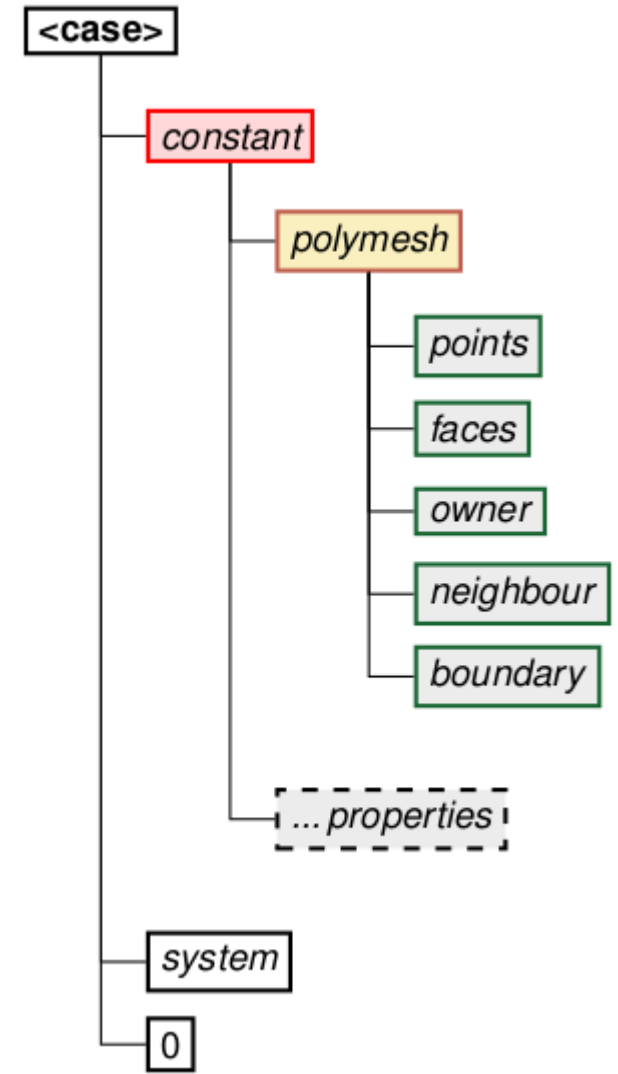 <case>
constant
polymesh
points
faces
owner
neighbour
boundary
... properties
system
0